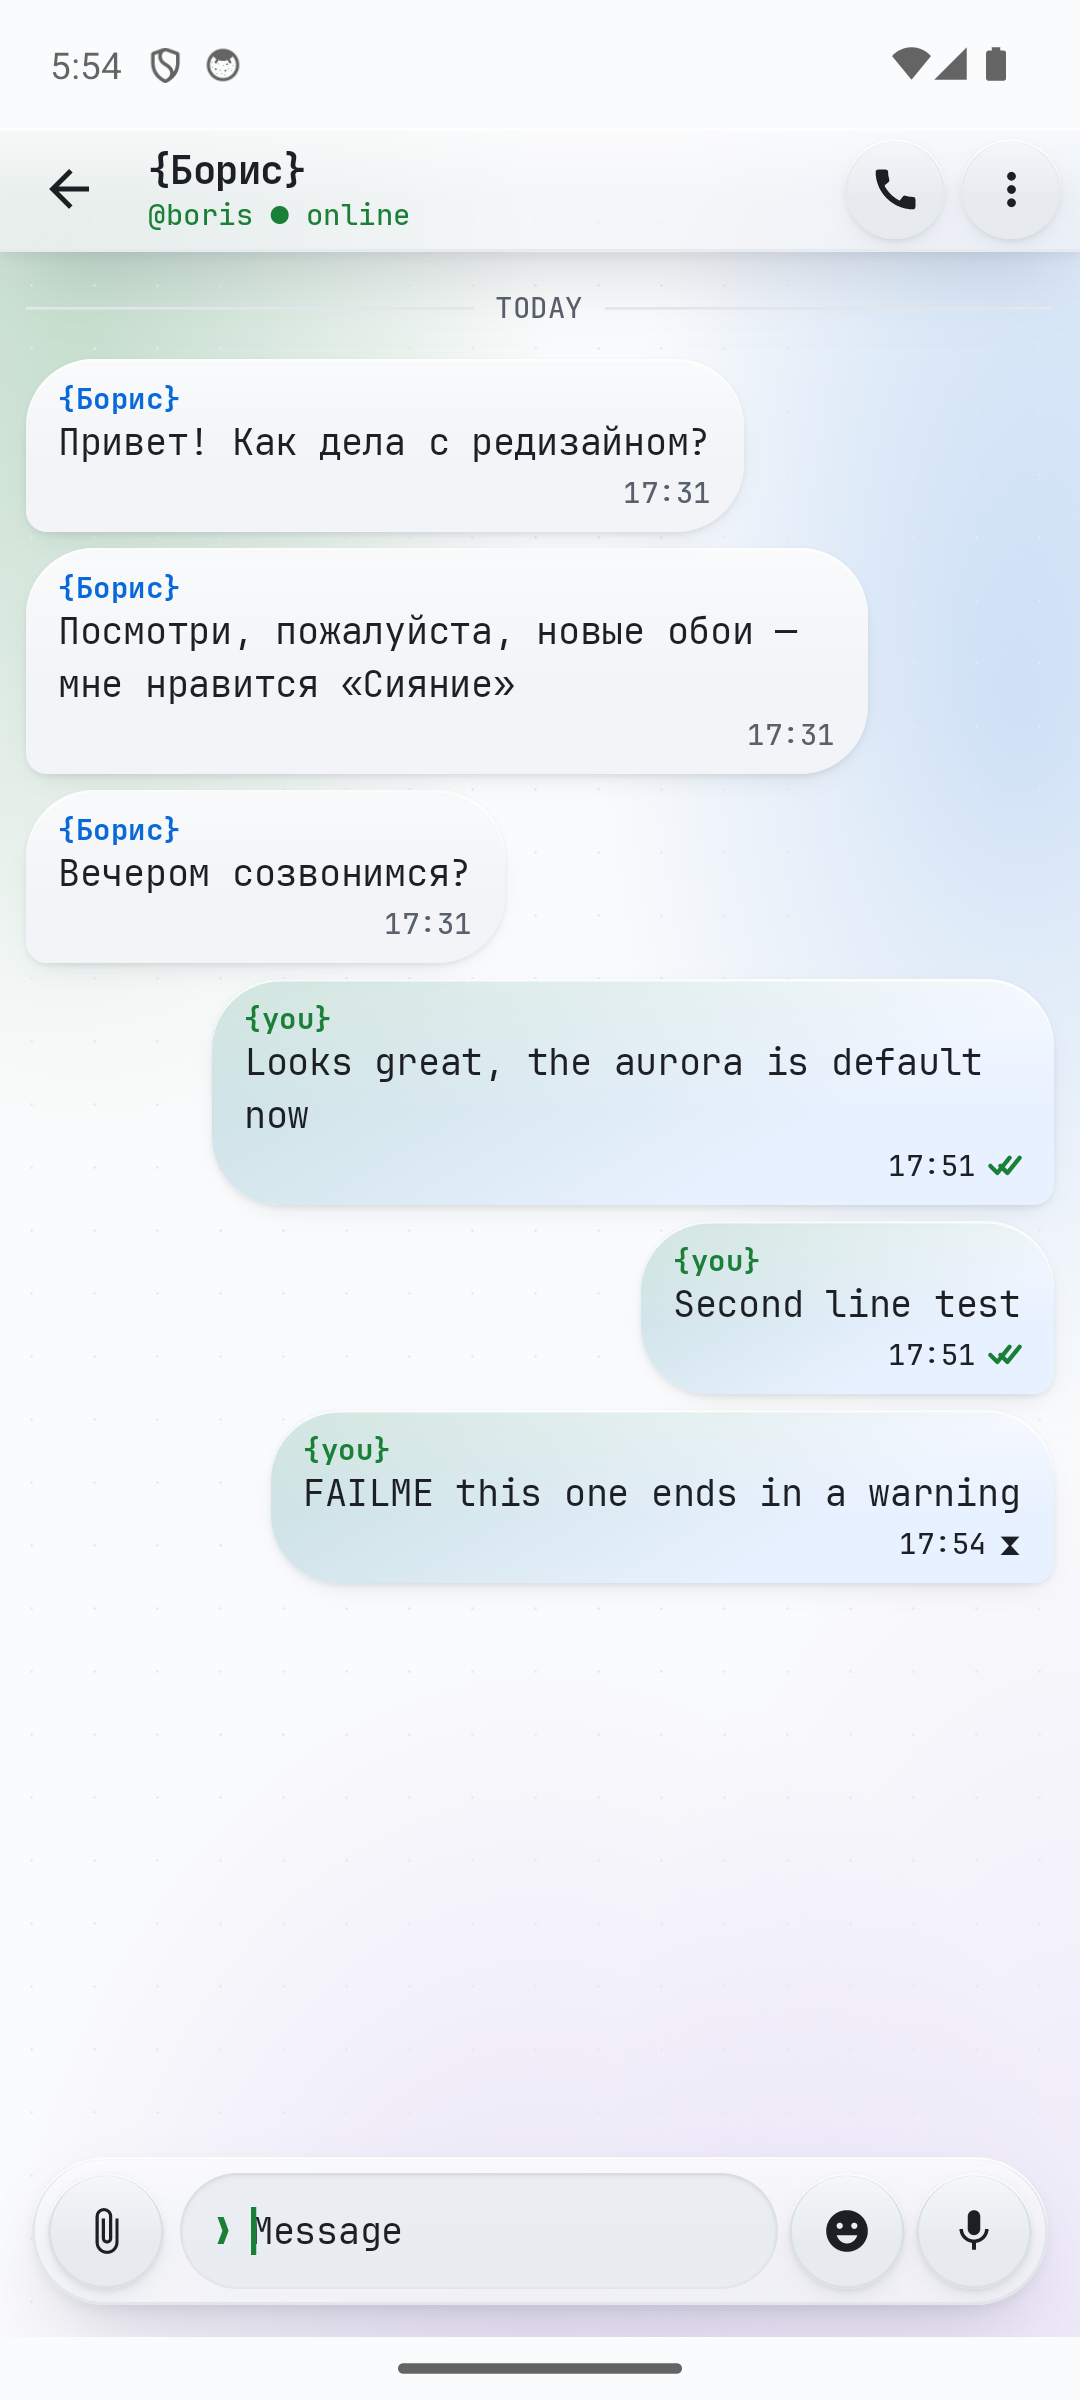 5:54
{Борис}
@boris ● online
TODAY
{Борис}
Привет! Как дела с редизайном?
17:31
{Борис}
Посмотри, пожалуйста, новые обои —
мне нравится «Сияние»
17:31
{Борис}
Вечером созвонимся?
17:31
{you}
Looks great, the aurora is default
now
17:51
{you}
Second line test
17:51
{you}
FAILME this one ends in a warning
17:54
❯ Message